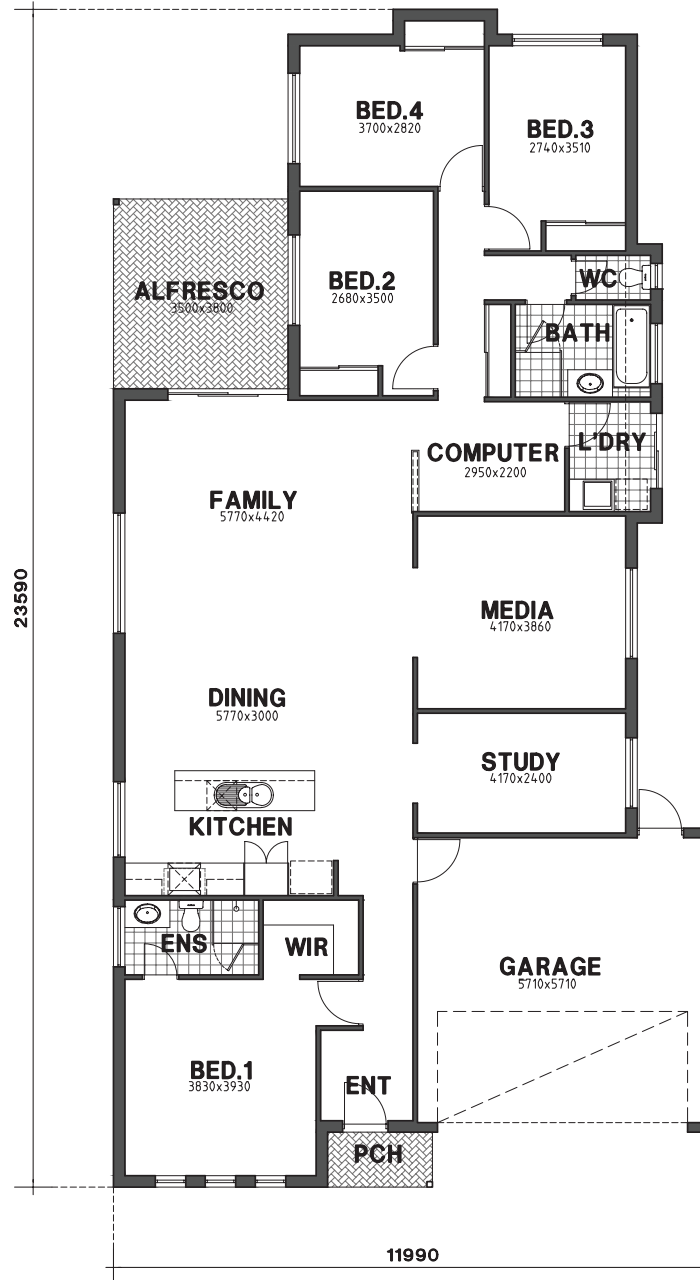 BED.4
3700x2820
BED.3
2740x3510
WC
BED.2
2680x3500
ALFRESCO
3500x3800
BATH
L'DRY
COMPUTER
2950x2200
FAMILY
5770x4420
23590
MEDIA
4170x3860
DINING
5770x3000
STUDY
4170x2400
KITCHEN
ENS
WIR
GARAGE
5710x5710
BED.1
3830x3930
ENT
PCH
11990